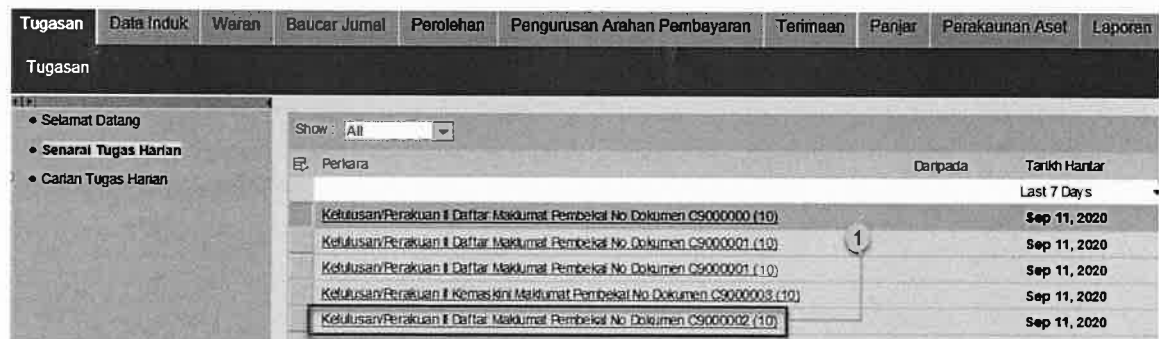 Tugasan Data Induk Waran Baucar Jurnal Perolehan Pengurusan Arahan Pembayaran Terimaan Panjar Perakaunan Aset Laporan
Tugasan
Selamat Datang
Senarai Tugas Harian
Carian Tugas Harian
Show : All
Perkara Daripada Tarikh Hantar
Last 7 Days
Kelulusan/Perakuan II Daftar Maklumat Pembekal No Dokumen C9000000 (10) Sep 11, 2020
Kelulusan/Perakuan II Daftar Maklumat Pembekal No Dokumen C9000001 (10) Sep 11, 2020
Kelulusan/Perakuan II Daftar Maklumat Pembekal No Dokumen C9000001 (10) Sep 11, 2020
Kelulusan/Perakuan II Kemaskini Maklumat Pembekal No Dokumen C9000003 (10) Sep 11, 2020
Kelulusan/Perakuan II Daftar Maklumat Pembekal No Dokumen C9000002 (10) Sep 11, 2020
1